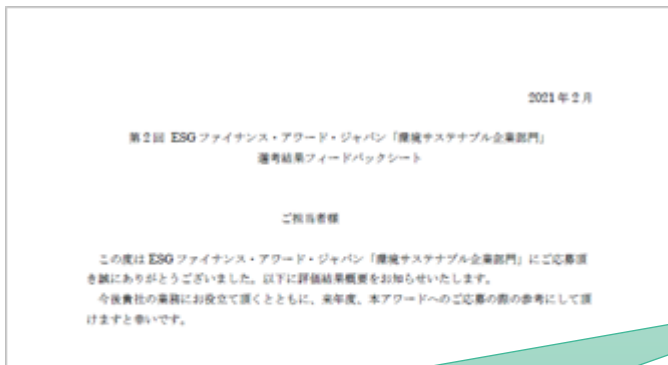 2021年2月
第2回 ESGファイナンス・アワード・ジャパン「環境サステナブル企業部門」
選考結果フィードバックシート
ご担当者様
この度は ESGファイナンス・アワード・ジャパン「環境サステナブル企業部門」にご応募頂
き誠にありがとうございました。以下に評価結果概要をお知らせいたします。
今後貴社の業務にお役立て頂くとともに、来年度、本アワードへのご応募の際の参考にして頂
けますと幸いです。